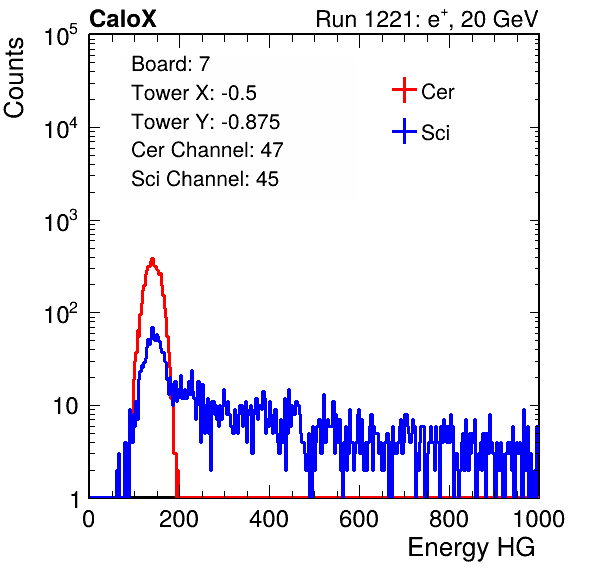 CaloX Run 1221: e⁺, 20 GeV
Counts
Board: 7
Tower X: -0.5
Tower Y: -0.875
Cer Channel: 47
Sci Channel: 45
Cer
Sci
10⁵
10⁴
10³
10²
10
1
0 200 400 600 800 1000
Energy HG